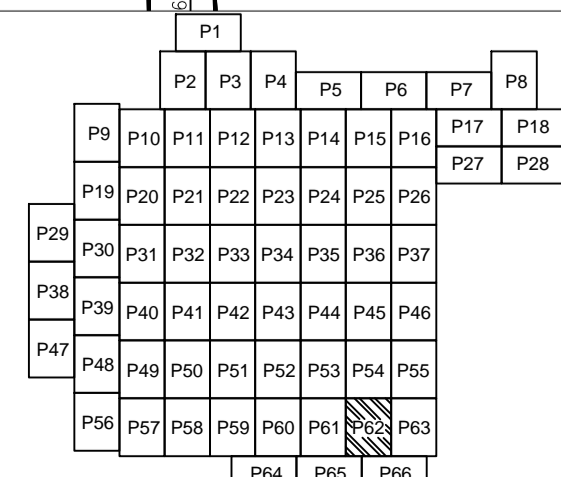 6
P1
P2 P3 P4 P5 P6 P7 P8
P9 P10 P11 P12 P13 P14 P15 P16 P17 P18
P27 P28
P19 P20 P21 P22 P23 P24 P25 P26
P29 P30 P31 P32 P33 P34 P35 P36 P37
P38 P39 P40 P41 P42 P43 P44 P45 P46
P47 P48 P49 P50 P51 P52 P53 P54 P55
P56 P57 P58 P59 P60 P61 P62 P63
P64 P65 P66